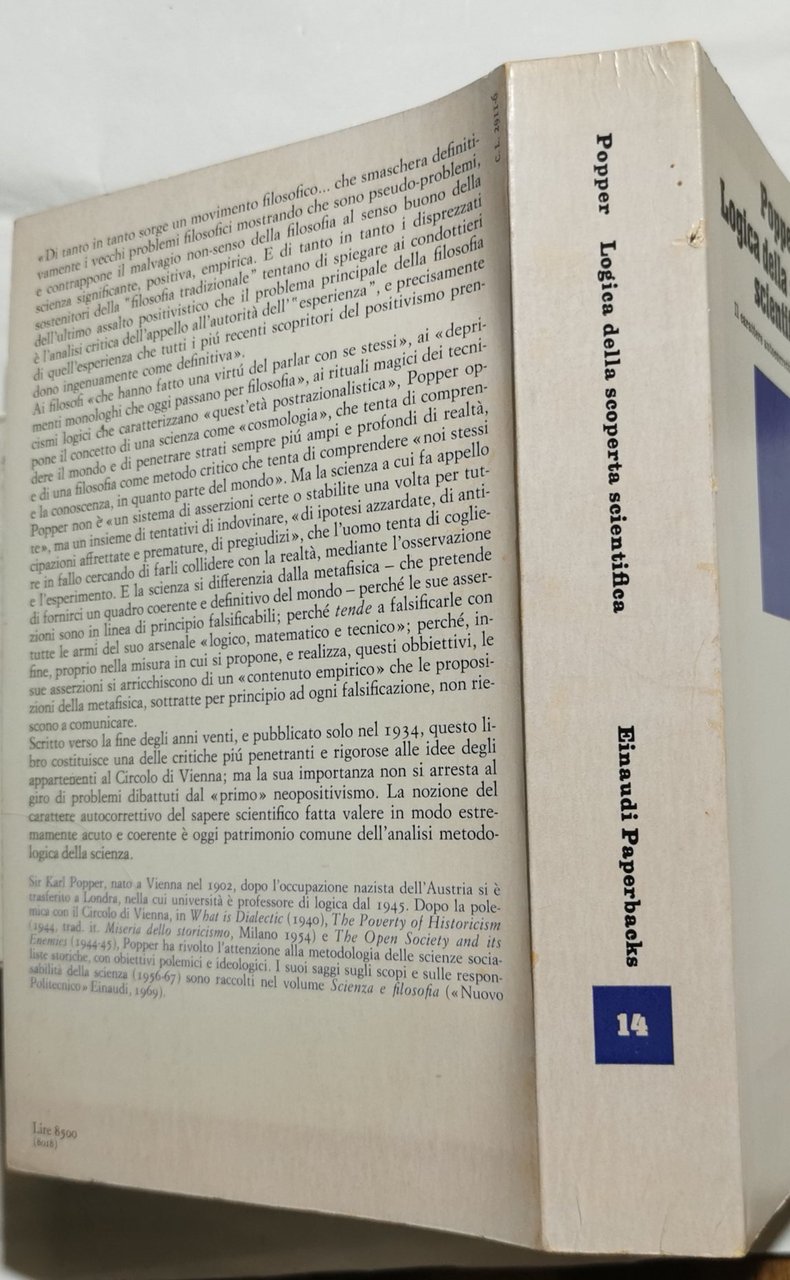 «Di tanto in tanto sorge un movimento filosofico... che smaschera definiti-
vamente i vecchi problemi filosofici mostrando che sono pseudo-problemi,
e contrappone il malvagio non-senso della filosofia al senso buono della
scienza significante, positiva, empirica. E di tanto in tanto i disprezzati
sostenitori della "filosofia tradizionale" tentano di spiegare ai condottieri
dell'ultimo assalto positivistico che il problema principale della filosofia
è l'analisi critica dell'appello all'autorità dell'"esperienza", e precisamente
di quell'esperienza che tutti i piú recenti scopritori del positivismo pren-
dono ingenuamente come definitiva».
Ai filosofi «che hanno fatto una virtú del parlar con se stessi», ai «depri-
menti monologhi che oggi passano per filosofia», ai rituali magici dei tecni-
cismi logici che caratterizzano «quest'età postrazionalistica», Popper op-
pone il concetto di una scienza come «cosmologia», che tenta di compren-
dere il mondo e di penetrare strati sempre piú ampi e profondi di realtà,
e di una filosofia come metodo critico che tenta di comprendere «noi stessi
e la conoscenza, in quanto parte del mondo». Ma la scienza a cui fa appello
Popper non è «un sistema di asserzioni certe o stabilite una volta per tut-
te», ma un insieme di tentativi di indovinare, «di ipotesi azzardate, di anti-
cipazioni affrettate e premature, di pregiudizi», che l'uomo tenta di coglie-
re in fallo cercando di farli collidere con la realtà, mediante l'osservazione
e l'esperimento. E la scienza si differenzia dalla metafisica – che pretende
di fornirci un quadro coerente e definitivo del mondo – perché le sue asser-
zioni sono in linea di principio falsificabili; perché tende a falsificarle con
tutte le armi del suo arsenale «logico, matematico e tecnico»; perché, in-
fine, proprio nella misura in cui si propone, e realizza, questi obbiettivi, le
sue asserzioni si arricchiscono di un «contenuto empirico» che le proposi-
zioni della metafisica, sottratte per principio ad ogni falsificazione, non rie-
scono a comunicare.
Scritto verso la fine degli anni venti, e pubblicato solo nel 1934, questo li-
bro costituisce una delle critiche piú penetranti e rigorose alle idee degli
appartenenti al Circolo di Vienna; ma la sua importanza non si arresta al
giro di problemi dibattuti dal «primo» neopositivismo. La nozione del
carattere autocorrettivo del sapere scientifico fatta valere in modo estre-
mamente acuto e coerente è oggi patrimonio comune dell'analisi metodo-
logica della scienza.
Sir Karl Popper, nato a Vienna nel 1902, dopo l'occupazione nazista dell'Austria si è
trasferito a Londra, nella cui università è professore di logica dal 1945. Dopo la pole-
mica con il Circolo di Vienna, in What is Dialectic (1940), The Poverty of Historicism
(1944, trad. it. Miseria dello storicismo, Milano 1954) e The Open Society and its
Enemies (1944-45), Popper ha rivolto l'attenzione alla metodologia delle scienze socia-
liste storiche, con obiettivi polemici e ideologici. I suoi saggi sugli scopi e sulle respon-
sabilità della scienza (1956-67) sono raccolti nel volume Scienza e filosofia («Nuovo
Politecnico» Einaudi, 1969).
Lire 8500
(8018)
C.L. 2911-6
Popper Logica della scoperta scientifica
Einaudi Paperbacks
14
Popper
Logica della
scientifi
Il carattere